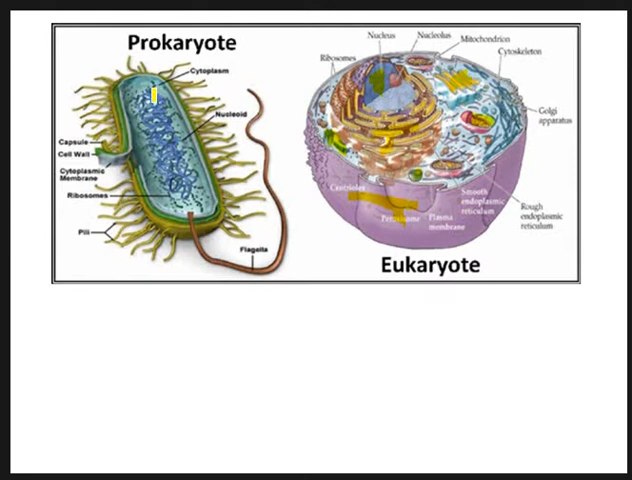 Prokaryote
Cytoplasm
Nucleoid
Capsule
Cell Wall
Cytoplasmic
Membrane
Ribosomes
Pili
Flagella
Nucleus
Nucleolus
Mitochondrion
Cytoskeleton
Ribosomes
Golgi
apparatus
Centrioles
Peroxisome
Plasma
membrane
Smooth
endoplasmic
reticulum
Rough
endoplasmic
reticulum
Eukaryote